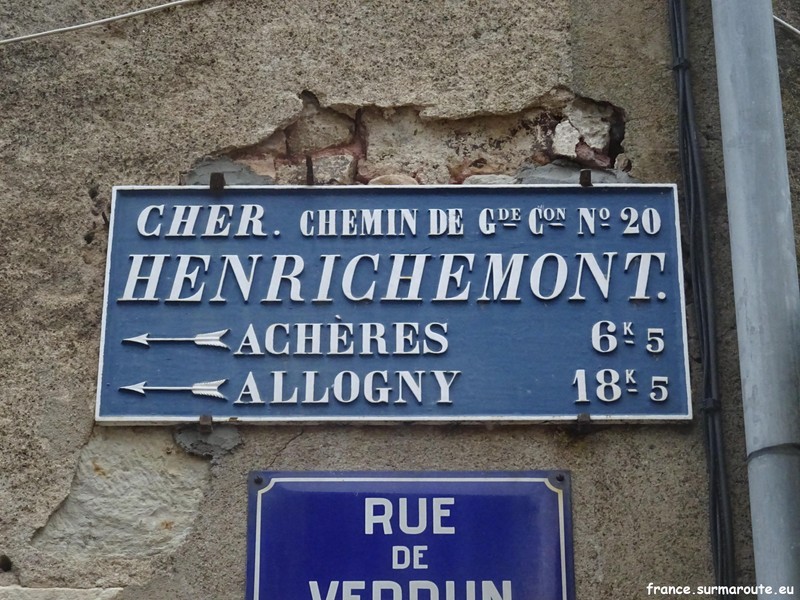 CHER. CHEMIN DE GDE CON NO 20
HENRICHEMONT.
ACHÈRES 6K 5
ALLOGNY 18K 5
RUE
DE
VERDUN
france.surmaroute.eu